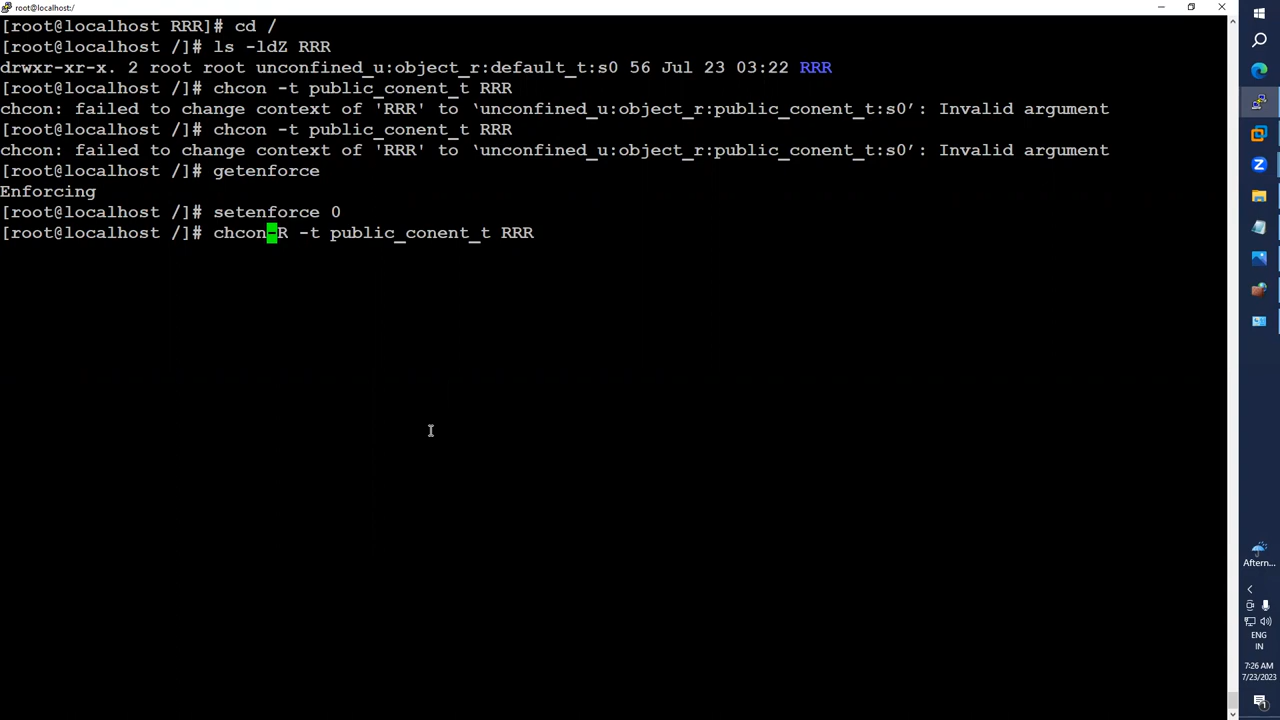 root@localhost:/
[root@localhost RRR]# cd /
[root@localhost /]# ls -ldZ RRR
drwxr-xr-x. 2 root root unconfined_u:object_r:default_t:s0 56 Jul 23 03:22 RRR
[root@localhost /]# chcon -t public_conent_t RRR
chcon: failed to change context of 'RRR' to ‘unconfined_u:object_r:public_conent_t:s0’: Invalid argument
[root@localhost /]# chcon -t public_conent_t RRR
chcon: failed to change context of 'RRR' to ‘unconfined_u:object_r:public_conent_t:s0’: Invalid argument
[root@localhost /]# getenforce
Enforcing
[root@localhost /]# setenforce 0
[root@localhost /]# chcon-R -t public_conent_t RRR
Aftern...
ENG
IN
7:26 AM
7/23/2023